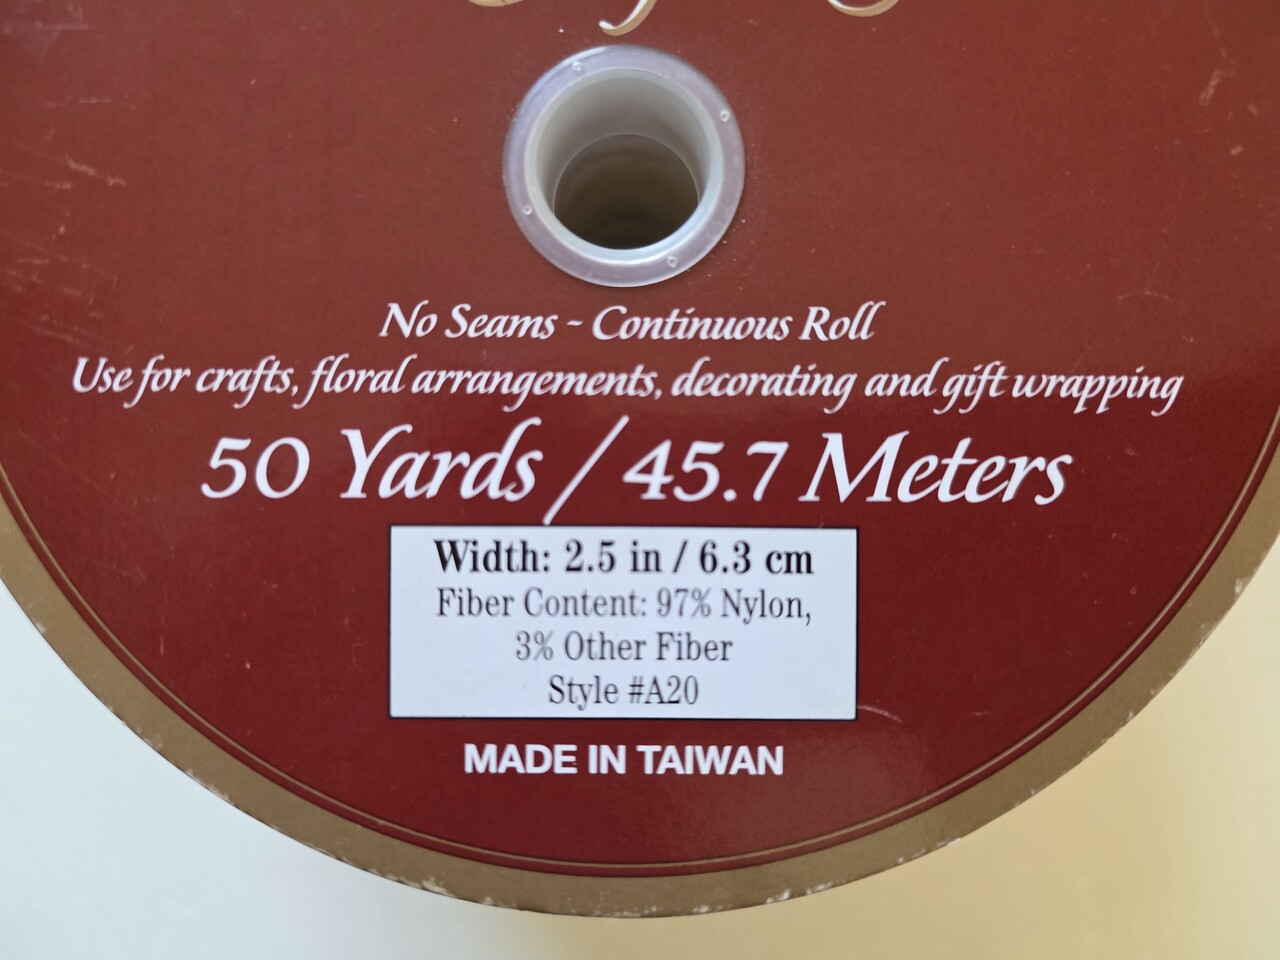 No Seams - Continuous Roll
Use for crafts, floral arrangements, decorating and gift wrapping
50 Yards / 45.7 Meters
Width: 2.5 in / 6.3 cm
Fiber Content: 97% Nylon,
3% Other Fiber
Style #A20
MADE IN TAIWAN